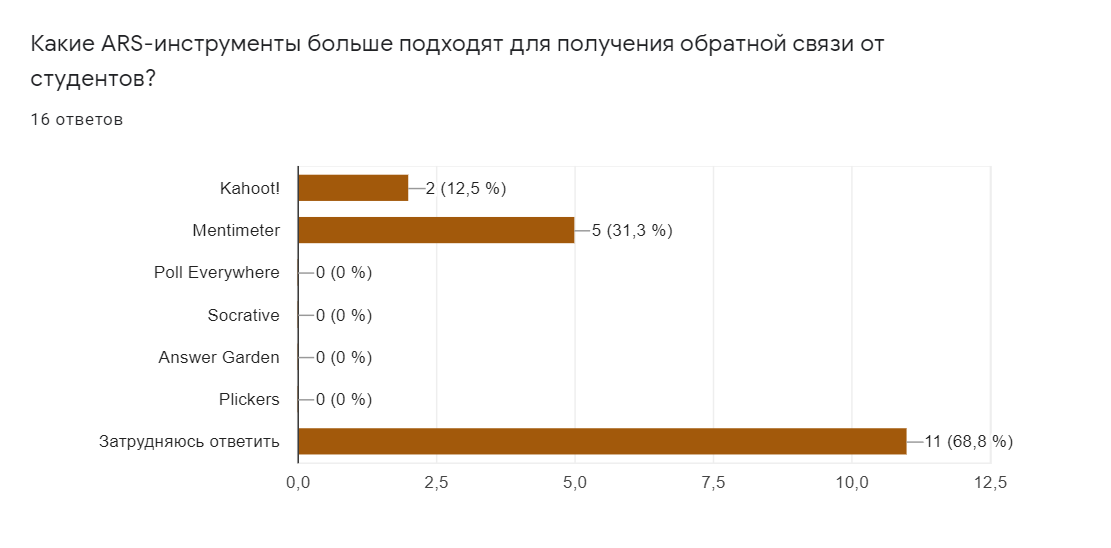 Какие ARS-инструменты больше подходят для получения обратной связи от
студентов?
16 ответов
Kahoot! 2 (12,5 %)
Mentimeter 5 (31,3 %)
Poll Everywhere 0 (0 %)
Socrative 0 (0 %)
Answer Garden 0 (0 %)
Plickers 0 (0 %)
Затрудняюсь ответить 11 (68,8 %)
0,0 2,5 5,0 7,5 10,0 12,5